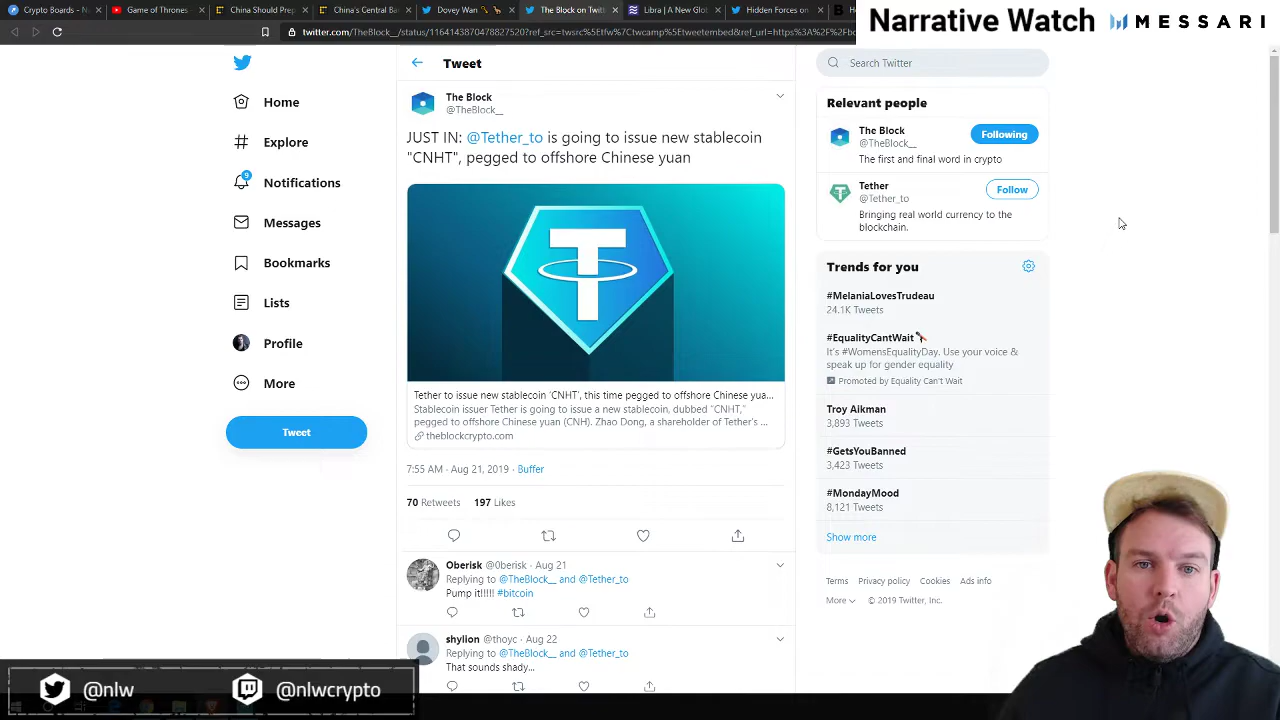 Crypto Boards - No
Game of Thrones
China Should Prep
China's Central Ba
Dovey Wan
The Block on Twitt
Libra | A New Glob
Hidden Forces on
Narrative Watch
MESSARI
Tweet
Search Twitter
Home
Explore
9
Notifications
Messages
Bookmarks
Lists
Profile
More
Tweet
The Block
@TheBlock__
JUST IN: @Tether_to is going to issue new stablecoin
"CNHT", pegged to offshore Chinese yuan
Tether to issue new stablecoin 'CNHT', this time pegged to offshore Chinese yua...
Stablecoin issuer Tether is going to issue a new stablecoin, dubbed "CNHT,"
pegged to offshore Chinese yuan (CNH). Zhao Dong, a shareholder of Tether's ...
theblockcrypto.com
7:55 AM · Aug 21, 2019 · Buffer
70 Retweets 197 Likes
Oberisk @0berisk · Aug 21
Replying to @TheBlock__ and @Tether_to
Pump it!!!!! #bitcoin
shylion @thoyc · Aug 22
Replying to @TheBlock__ and @Tether_to
That sounds shady...
Relevant people
The Block
@TheBlock__
Following
The first and final word in crypto
Tether
@Tether_to
Follow
Bringing real world currency to the
blockchain.
Trends for you
#MelaniaLovesTrudeau
24.1K Tweets
#EqualityCantWait
It's #WomensEqualityDay. Use your voice &
speak up for gender equality
Promoted by Equality Can't Wait
Troy Aikman
3,893 Tweets
#GetsYouBanned
3,423 Tweets
#MondayMood
8,121 Tweets
Show more
Terms Privacy policy Cookies Ads info
More © 2019 Twitter, Inc.
@nlw
@nlwcrypto